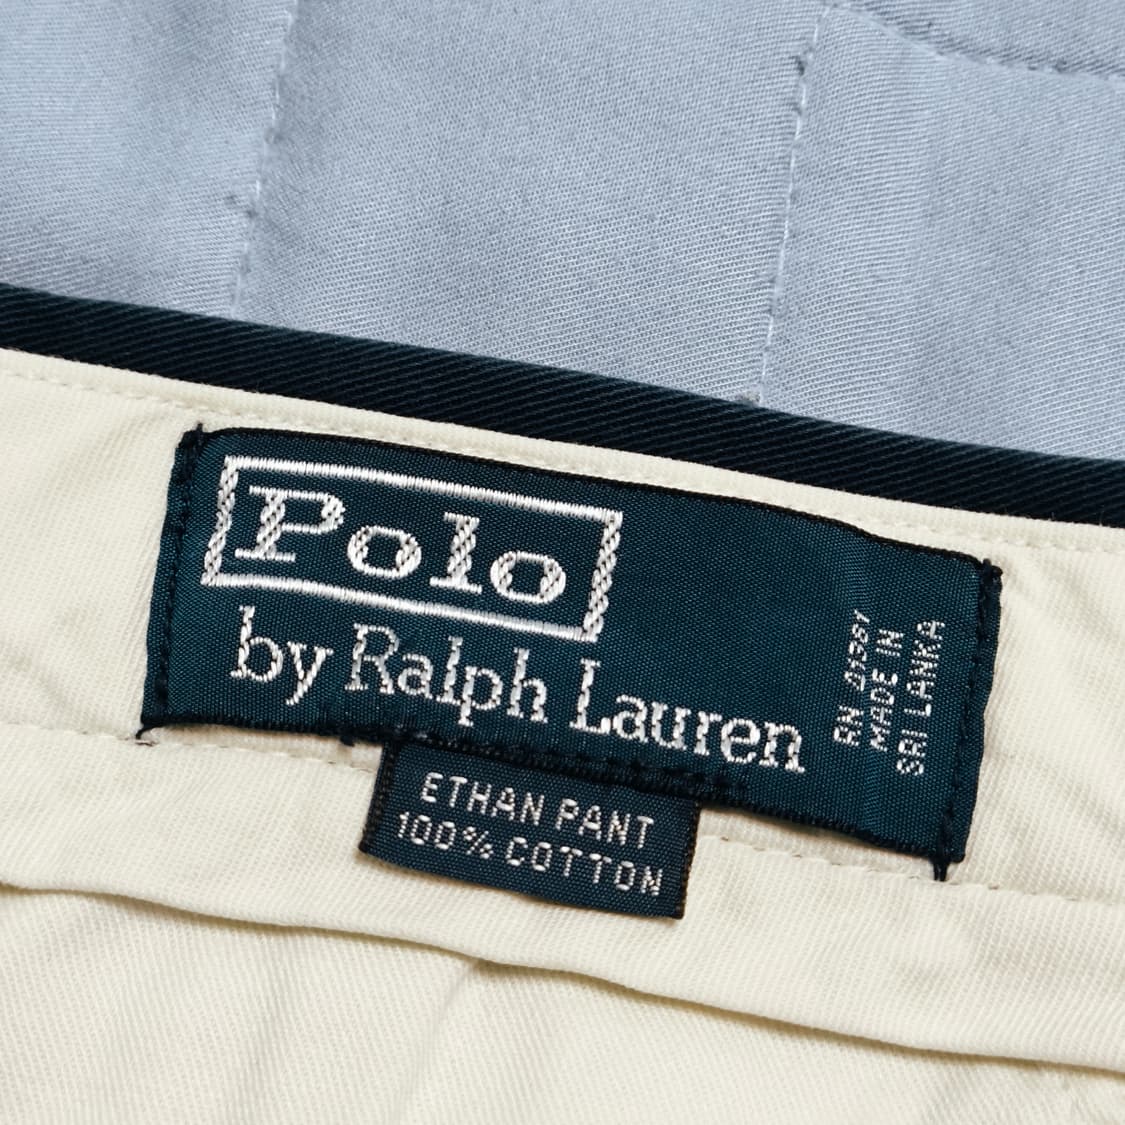 Polo
by Ralph Lauren
RN 41381
MADE IN
SRI LANKA
ETHAN PANT
100% COTTON